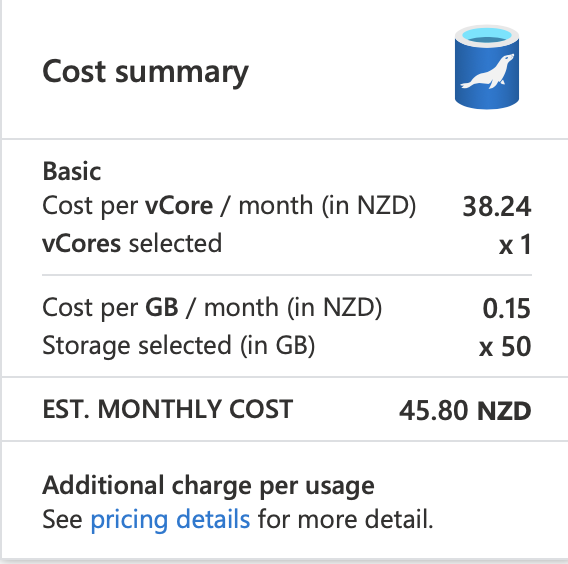 Cost summary
Basic
Cost per vCore / month (in NZD) 38.24
vCores selected x 1
Cost per GB / month (in NZD) 0.15
Storage selected (in GB) x 50
EST. MONTHLY COST 45.80 NZD
Additional charge per usage
See pricing details for more detail.